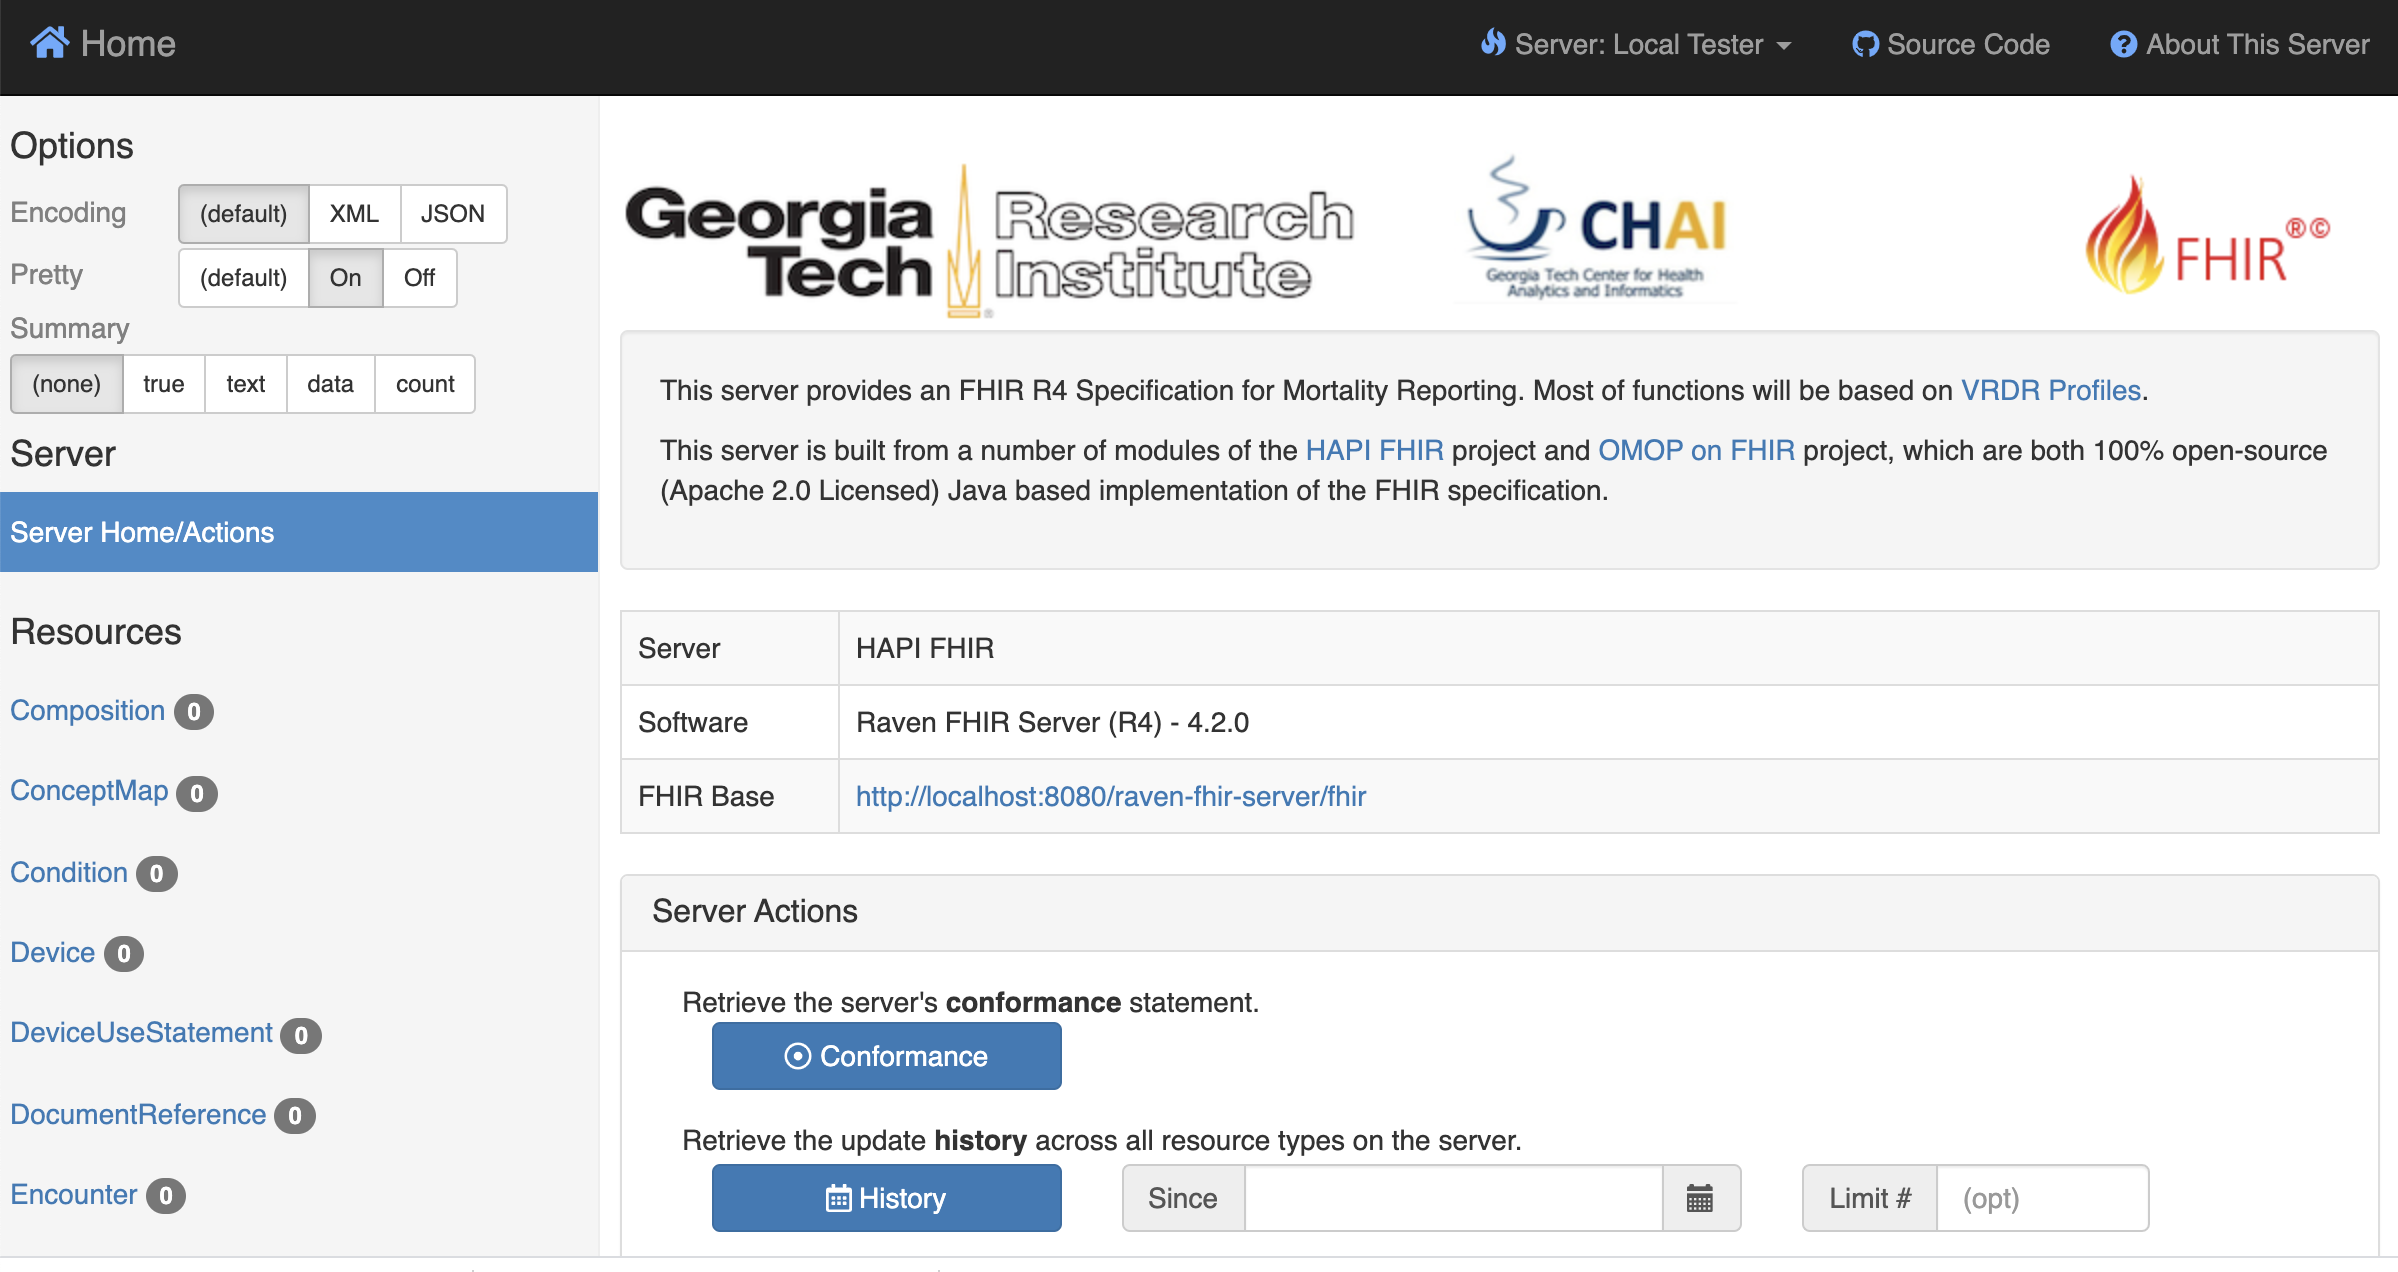 Home
Server: Local Tester
Source Code
About This Server
Options
Encoding (default) XML JSON
Pretty (default) On Off
Summary
(none) true text data count
Server
Server Home/Actions
Resources
Composition 0
ConceptMap 0
Condition 0
Device 0
DeviceUseStatement 0
DocumentReference 0
Encounter 0
Georgia Tech
Research Institute
®
CHAI
Georgia Tech Center for Health
Analytics and Informatics
FHIR®©
This server provides an FHIR R4 Specification for Mortality Reporting. Most of functions will be based on VRDR Profiles.
This server is built from a number of modules of the HAPI FHIR project and OMOP on FHIR project, which are both 100% open-source
(Apache 2.0 Licensed) Java based implementation of the FHIR specification.
Server HAPI FHIR
Software Raven FHIR Server (R4) - 4.2.0
FHIR Base http://localhost:8080/raven-fhir-server/fhir
Server Actions
Retrieve the server's conformance statement.
Conformance
Retrieve the update history across all resource types on the server.
History Since Limit # (opt)